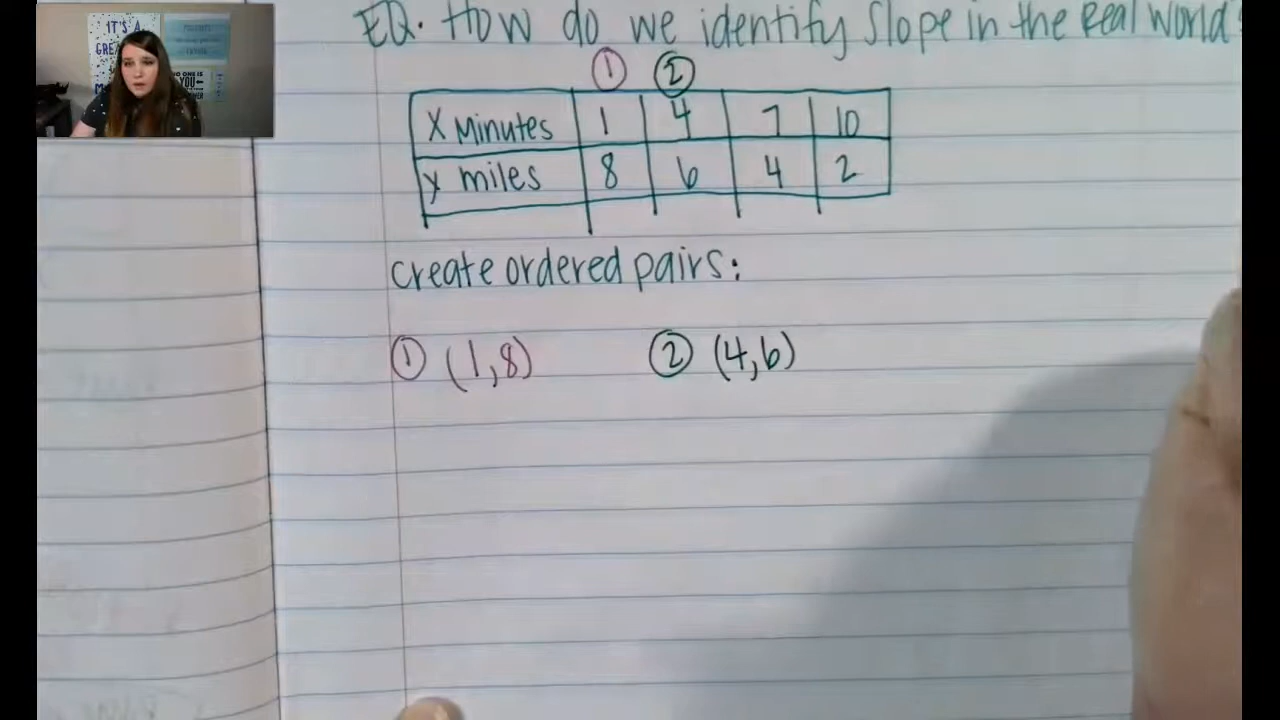 IT'S A
EQ. How do we identify slope in the Real World
① ②
X Minutes 1 4 7 10
y miles 8 6 4 2
create ordered pairs:
① (1,8) ② (4,6)